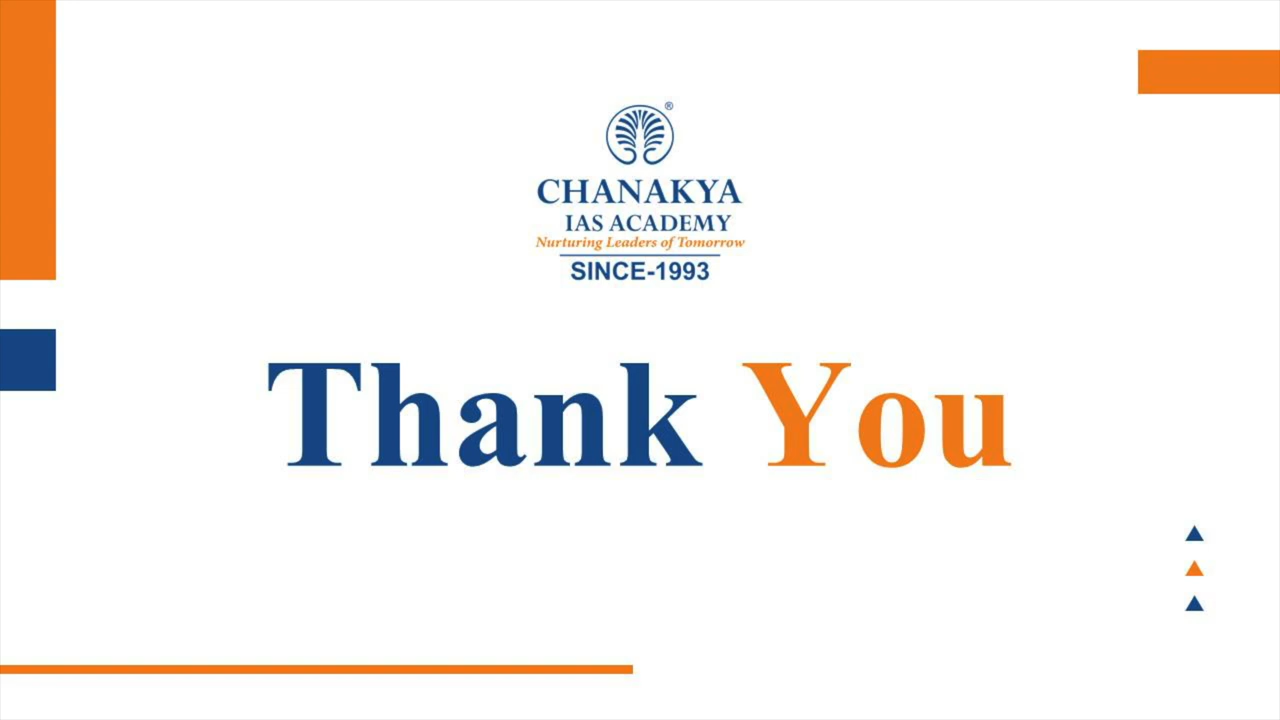 ®
CHANAKYA
IAS ACADEMY
Nurturing Leaders of Tomorrow
SINCE-1993
Thank You